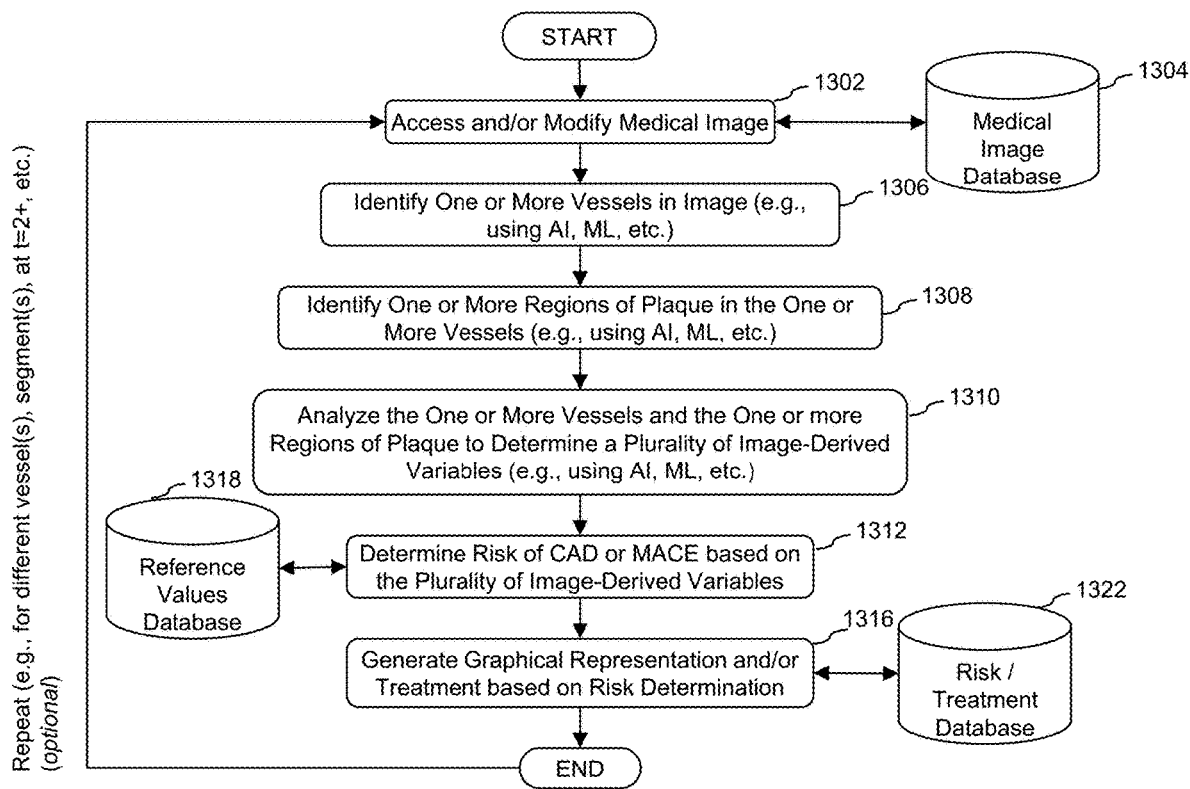 START
1302
Access and/or Modify Medical Image
1304
Medical
Image
Database
1306
Identify One or More Vessels in Image (e.g.,
using AI, ML, etc.)
1308
Identify One or More Regions of Plaque in the One or
More Vessels (e.g., using AI, ML, etc.)
1310
Analyze the One or More Vessels and the One or more
Regions of Plaque to Determine a Plurality of Image-Derived
Variables (e.g., using AI, ML, etc.)
1318
Reference
Values
Database
1312
Determine Risk of CAD or MACE based on
the Plurality of Image-Derived Variables
1316
Generate Graphical Representation and/or
Treatment based on Risk Determination
1322
Risk /
Treatment
Database
END
Repeat (e.g., for different vessel(s), segment(s), at t=2+, etc.)
(optional)